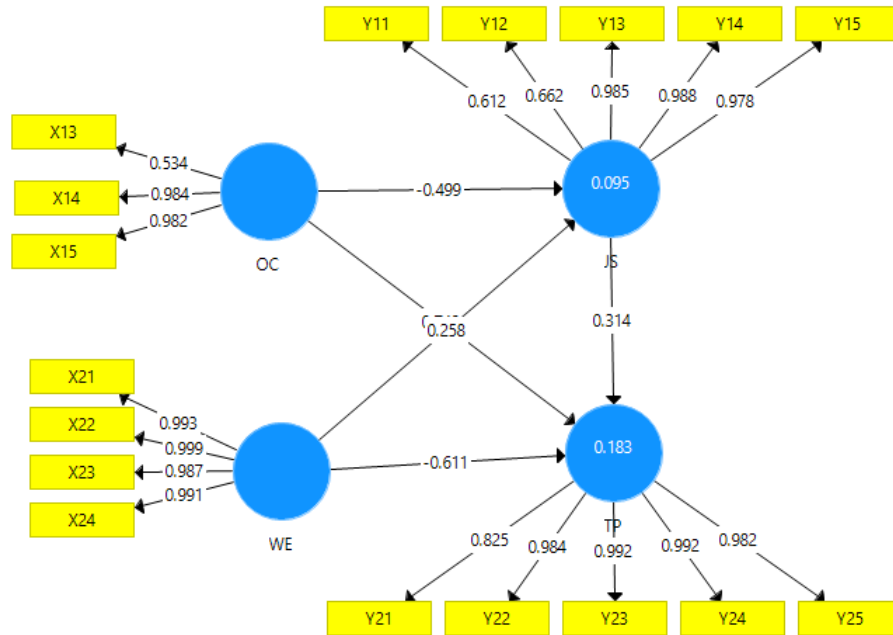 Y11 Y12 Y13 Y14 Y15
0.612 0.662 0.985 0.988 0.978
X13
X14
X15
0.534
0.984
0.982
OC
-0.499
0.095
JS
0.258
0.314
X21
X22
X23
X24
0.993
0.999
0.987
0.991
WE
-0.611
0.183
TP
0.825 0.984 0.992 0.992 0.982
Y21 Y22 Y23 Y24 Y25